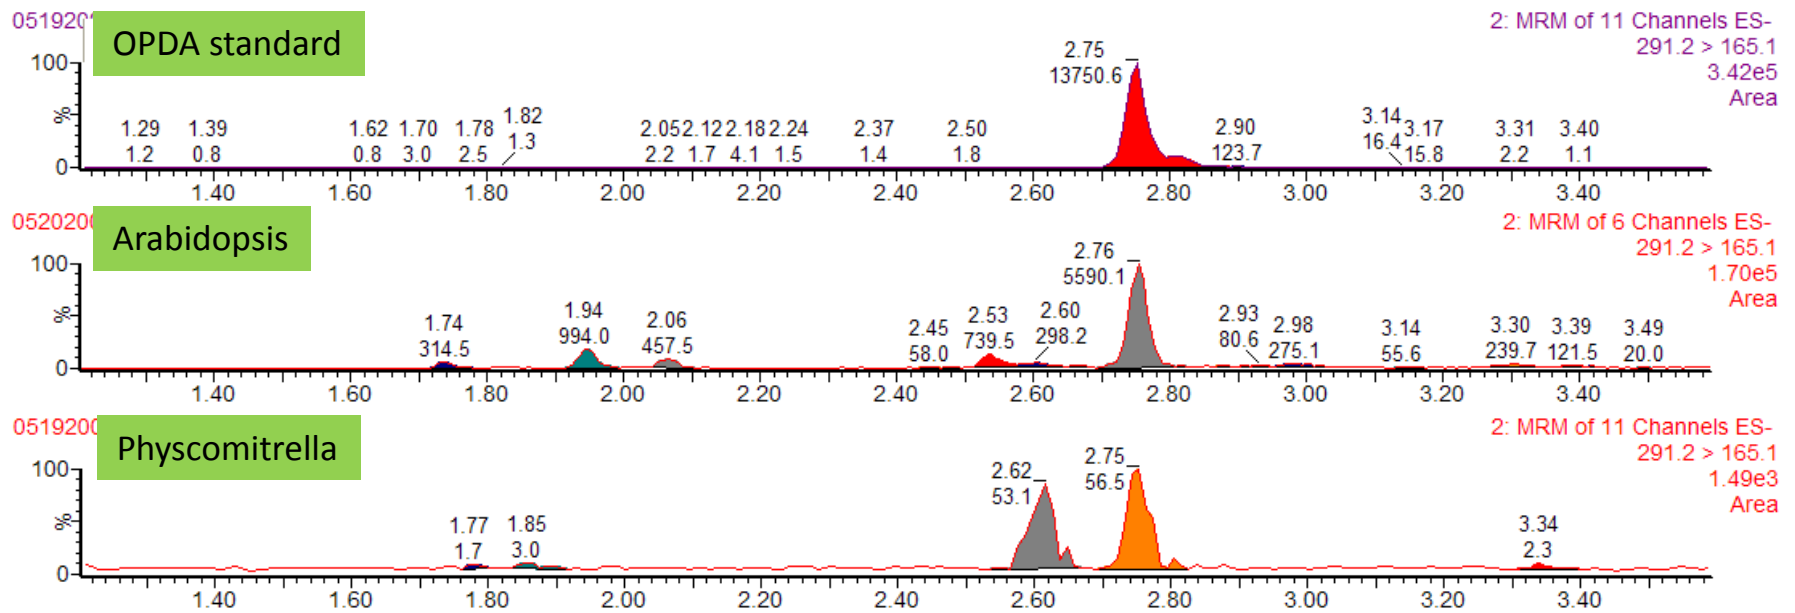 051920
OPDA standard
2: MRM of 11 Channels ES-
291.2 > 165.1
3.42e5
Area
100
%
0
2.75
13750.6
1.29 1.39 1.62 1.70 1.78 1.82 2.05 2.12 2.18 2.24 2.37 2.50 2.90 3.14 3.17 3.31 3.40
1.2 0.8 0.8 3.0 2.5 1.3 2.2 1.7 4.1 1.5 1.4 1.8 123.7 16.4 15.8 2.2 1.1
1.40 1.60 1.80 2.00 2.20 2.40 2.60 2.80 3.00 3.20 3.40
052020
Arabidopsis
2: MRM of 6 Channels ES-
291.2 > 165.1
1.70e5
Area
100
%
0
2.76
5590.1
1.74 1.94 2.06 2.45 2.53 2.60 2.93 2.98 3.14 3.30 3.39 3.49
314.5 994.0 457.5 58.0 739.5 298.2 80.6 275.1 55.6 239.7 121.5 20.0
1.40 1.60 1.80 2.00 2.20 2.40 2.60 2.80 3.00 3.20 3.40
051920
Physcomitrella
2: MRM of 11 Channels ES-
291.2 > 165.1
1.49e3
Area
100
%
0
2.62 2.75
53.1 56.5
1.77 1.85 3.34
1.7 3.0 2.3
1.40 1.60 1.80 2.00 2.20 2.40 2.60 2.80 3.00 3.20 3.40